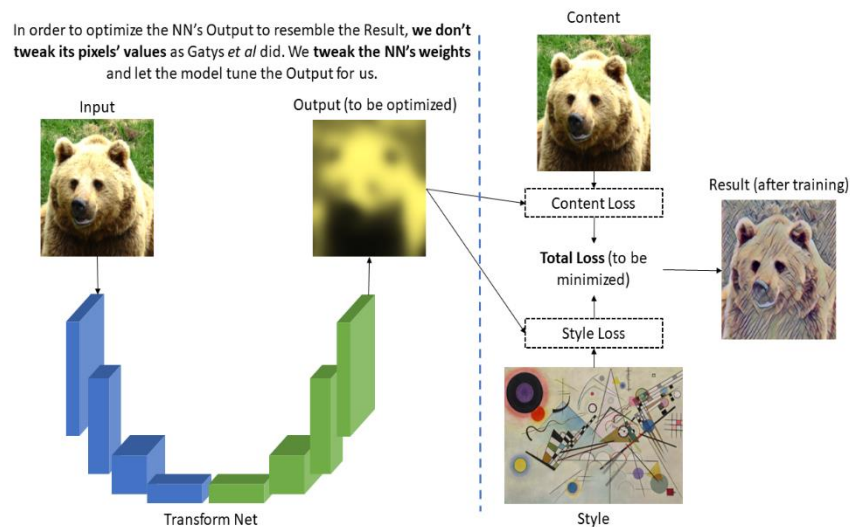 In order to optimize the NN's Output to resemble the Result, we don't
tweak its pixels' values as Gatys et al did. We tweak the NN's weights
and let the model tune the Output for us.
Input
Output (to be optimized)
Transform Net
Content
Content Loss
Total Loss (to be
minimized)
Style Loss
Style
Result (after training)